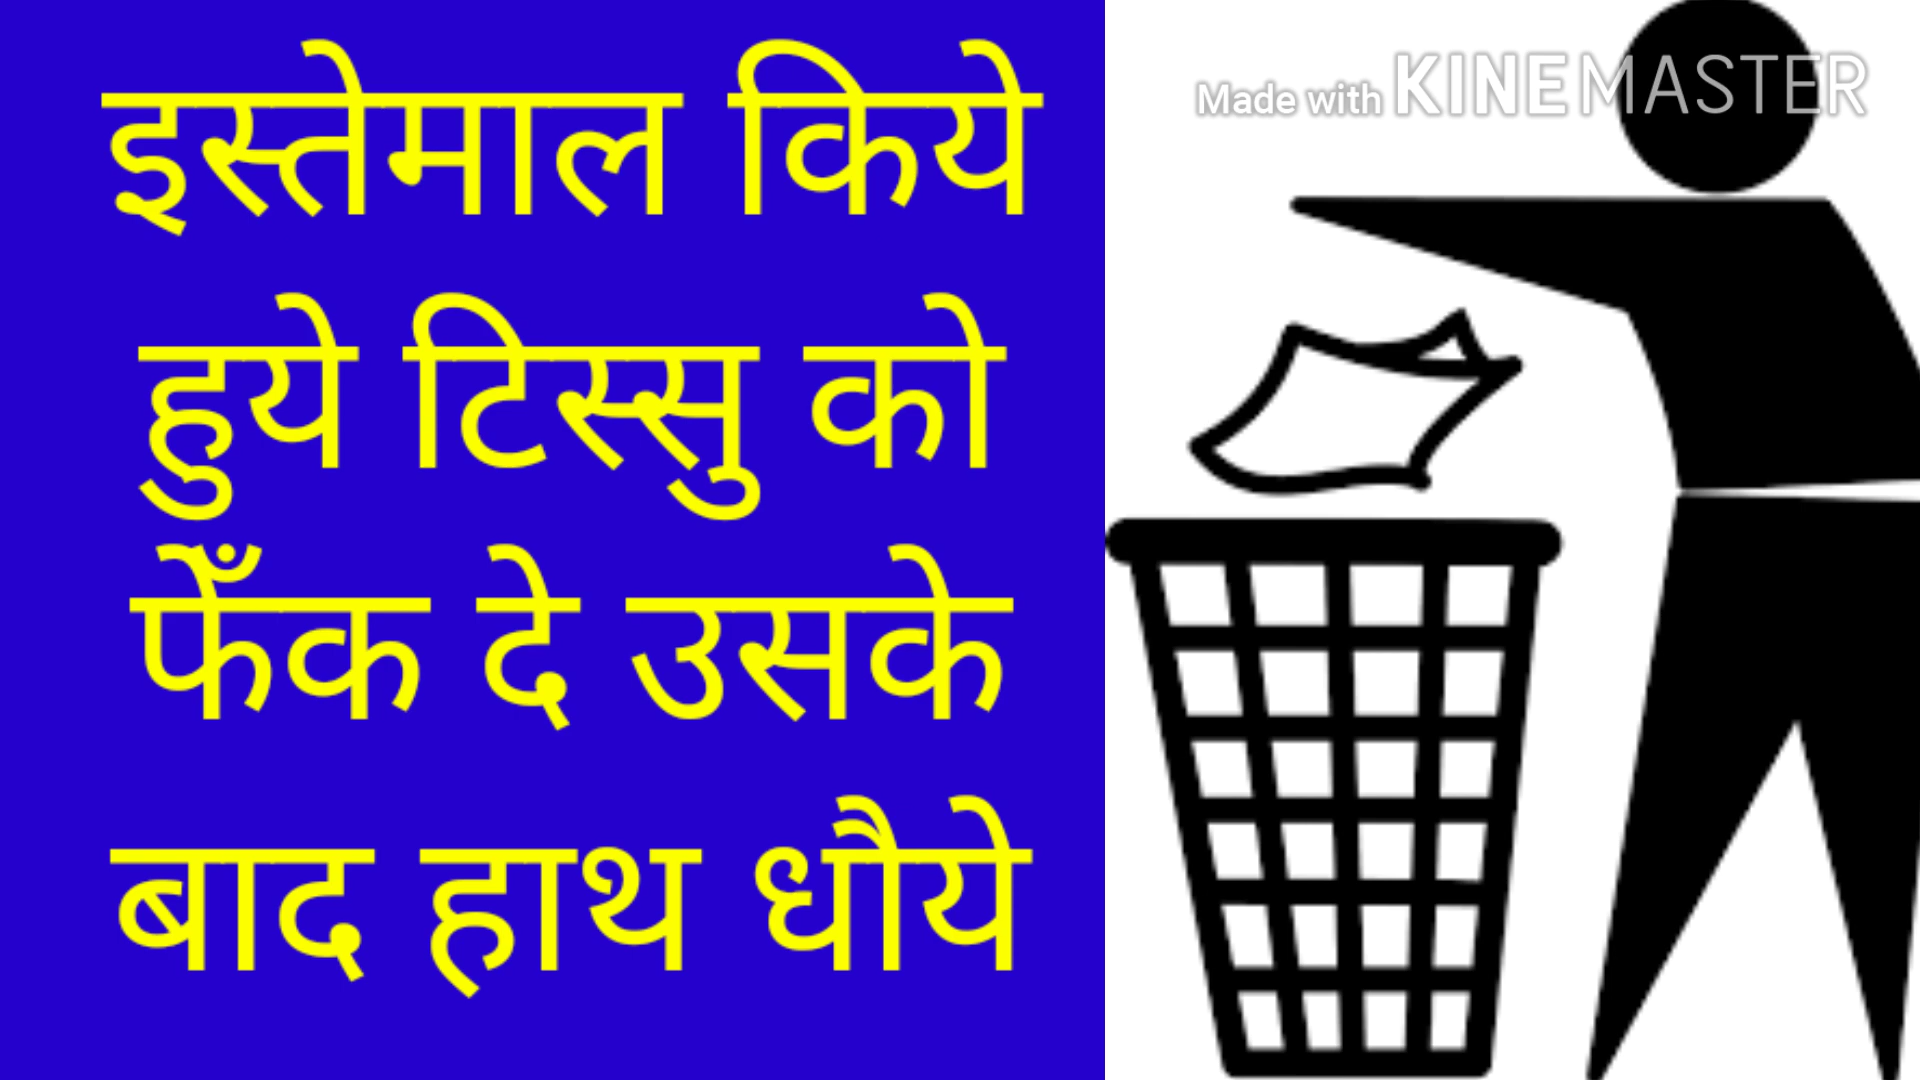 इस्तेमाल किये
हुये टिस्सु को
फेँक दे उसके
बाद हाथ धौये
Made with KINEMASTER